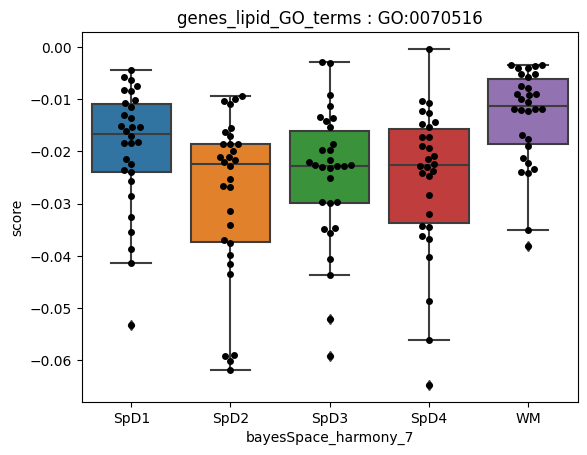 genes_lipid_GO_terms : GO:0070516
0.00
−0.01
−0.02
−0.03
−0.04
−0.05
−0.06
score
SpD1 SpD2 SpD3 SpD4 WM
bayesSpace_harmony_7